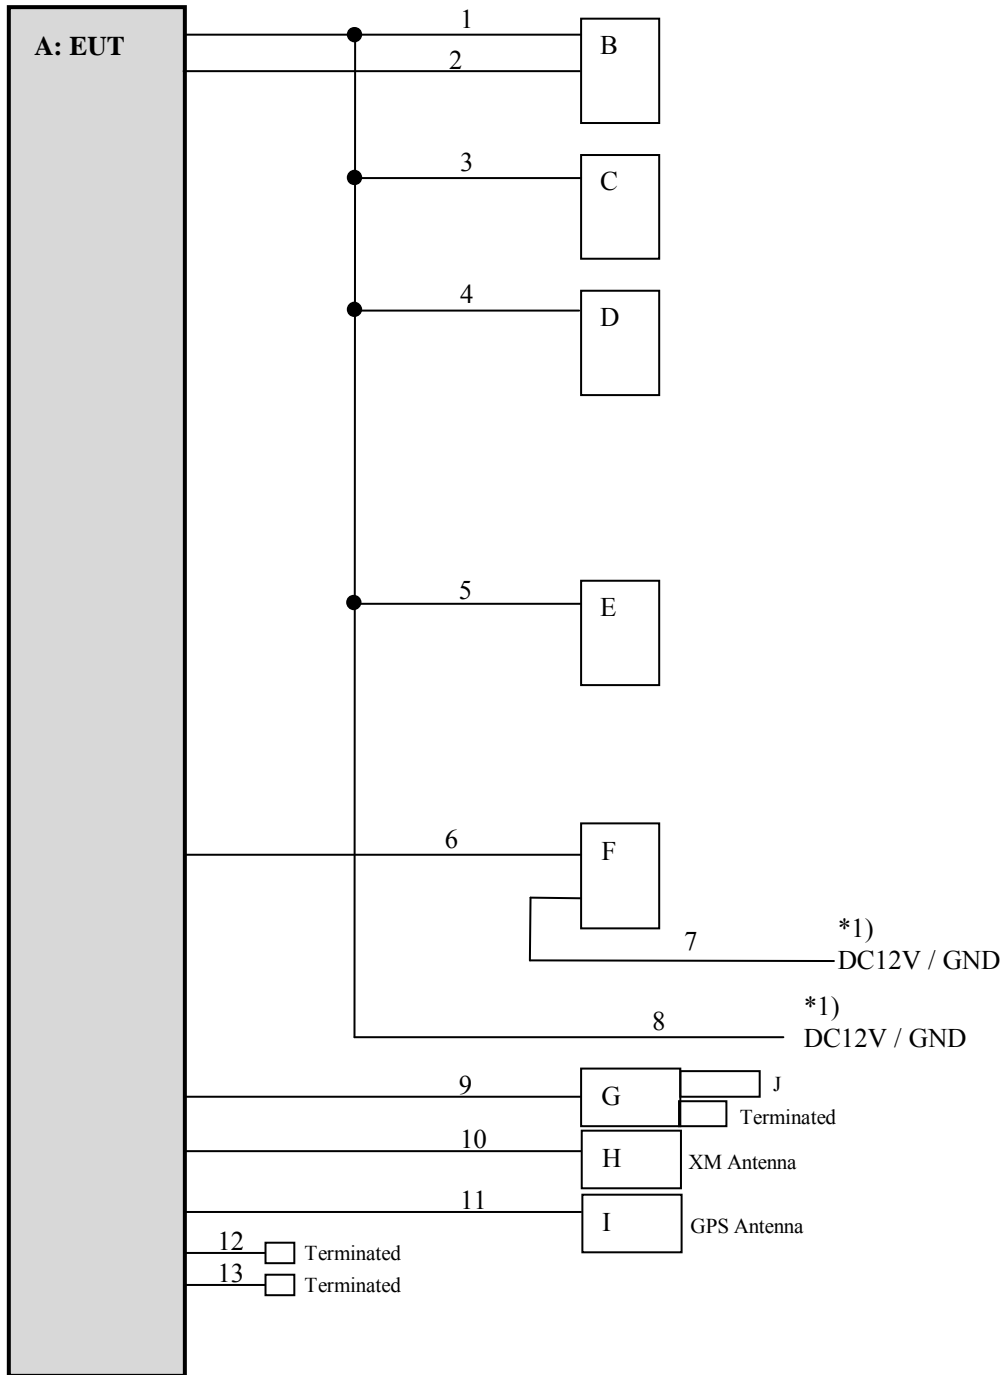 1
A: EUT
B
2
3
C
4
D
5
E
6
F
*1)
7
DC12V / GND
*1)
8
DC12V / GND
9
G
J
Terminated
10
H
XM Antenna
11
I
GPS Antenna
12
Terminated
13
Terminated